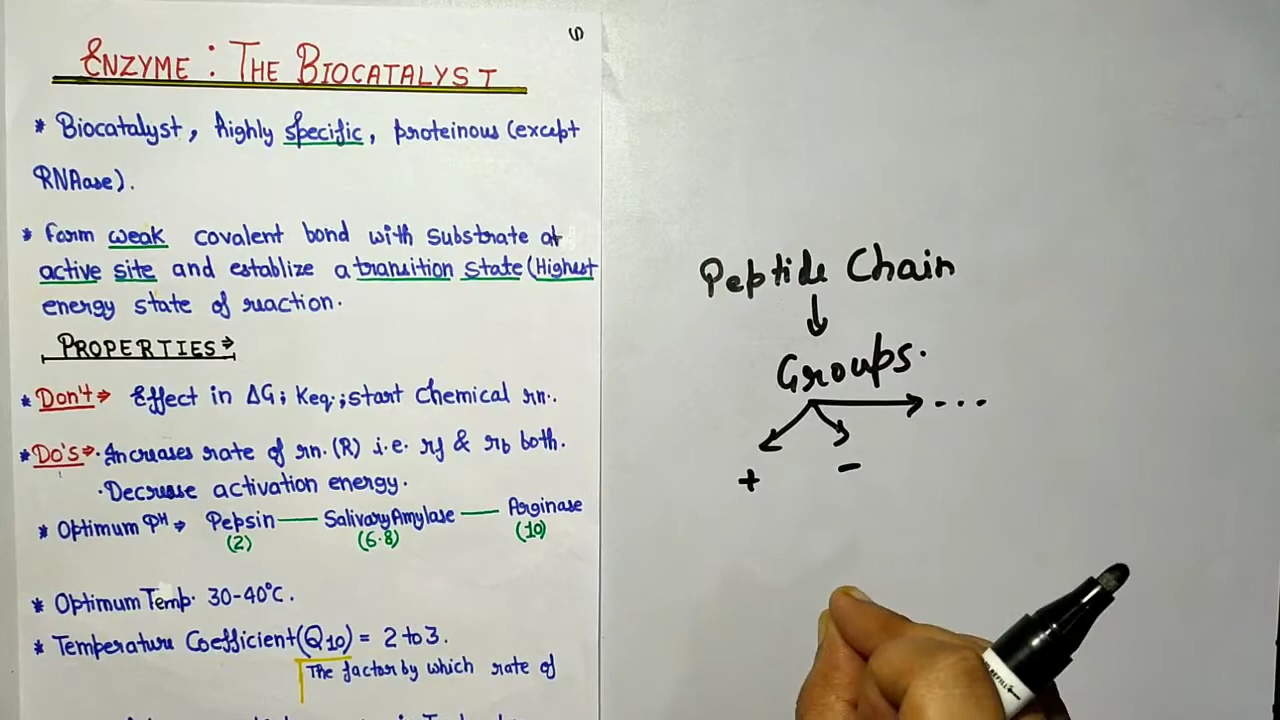 ENZYME : THE BIOCATALYST
* Biocatalyst, Highly specific, proteinous (except
RNAase).
* Form weak covalent bond with substrate at
active site and establize a transition state (Highest
energy state of reaction.
PROPERTIES→
* Don't→ Effect in ΔG; Keq.; start chemical rn..
* Do's→ · Increases rate of rn. (R) i.e. rf & rb both.
· Decrease activation energy.
* Optimum PH → Pepsin — Salivary Amylase — Arginase
(2) (6.8) (10)
* Optimum Temp. 30-40°C.
* Temperature Coefficient (Q10) = 2 to 3.
The factor by which rate of
Peptide Chain
↓
Groups.
...
+ -